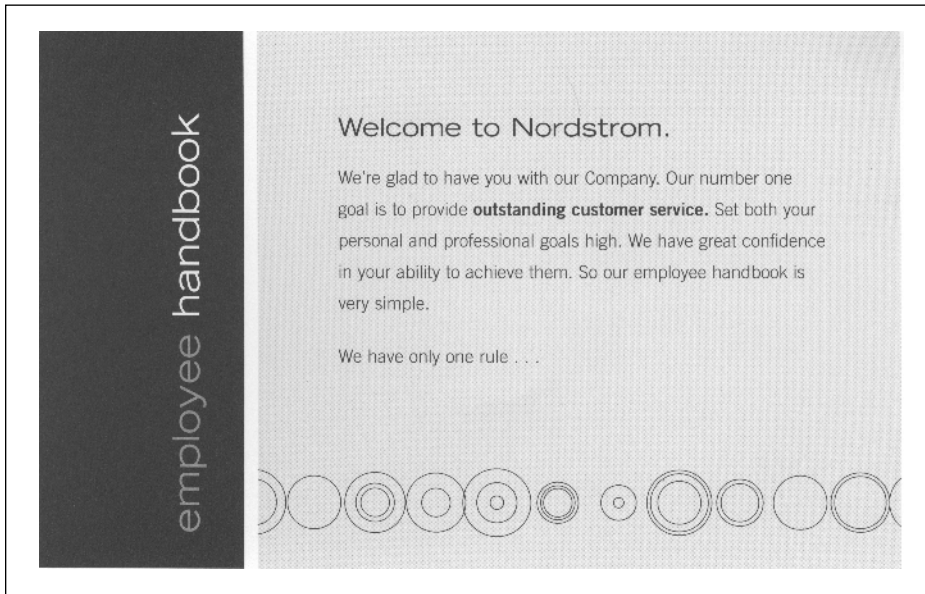 employee handbook
Welcome to Nordstrom.
We're glad to have you with our Company. Our number one
goal is to provide outstanding customer service. Set both your
personal and professional goals high. We have great confidence
in your ability to achieve them. So our employee handbook is
very simple.
We have only one rule . . .